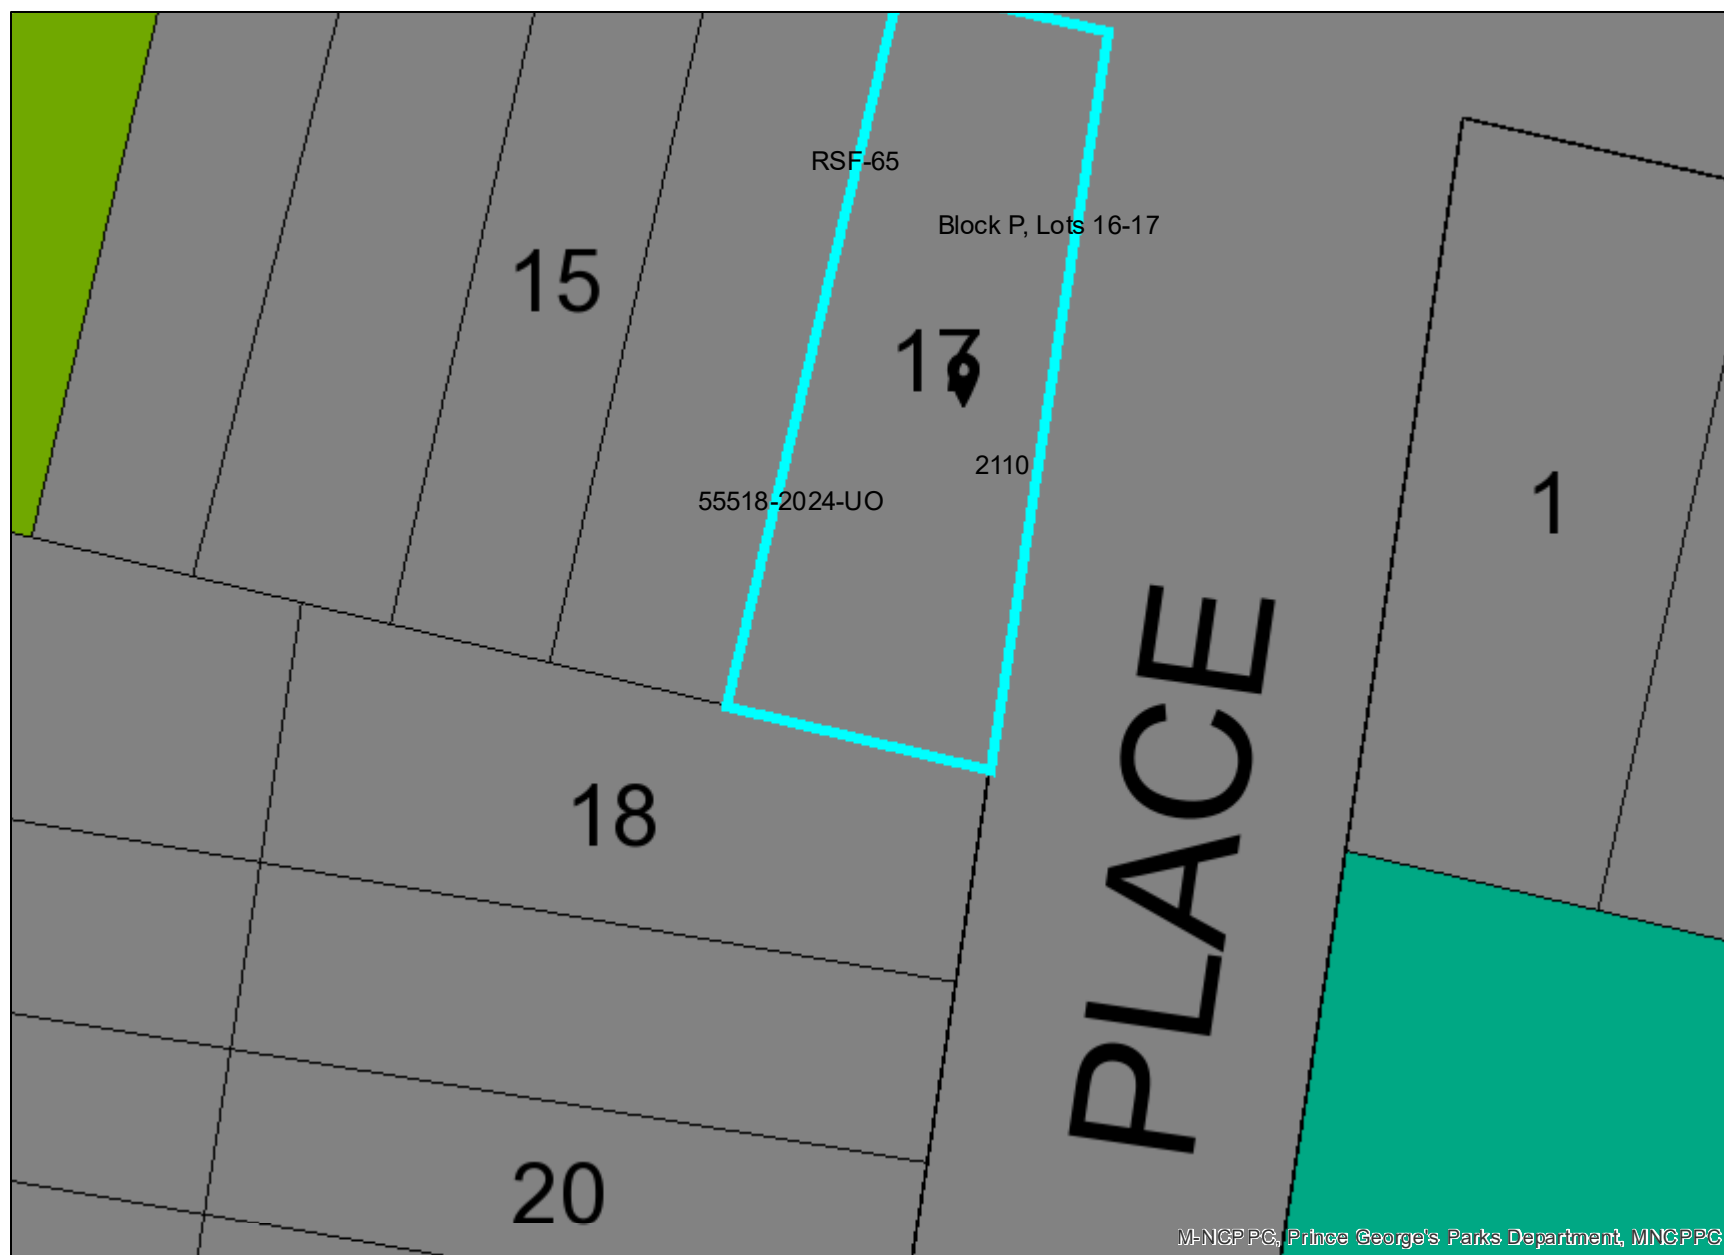 RSF-65
Block P, Lots 16-17
15
17
2110
55518-2024-UO
1
PLACE
18
20
M-NCPPC, Prince George's Parks Department, MNCPPC